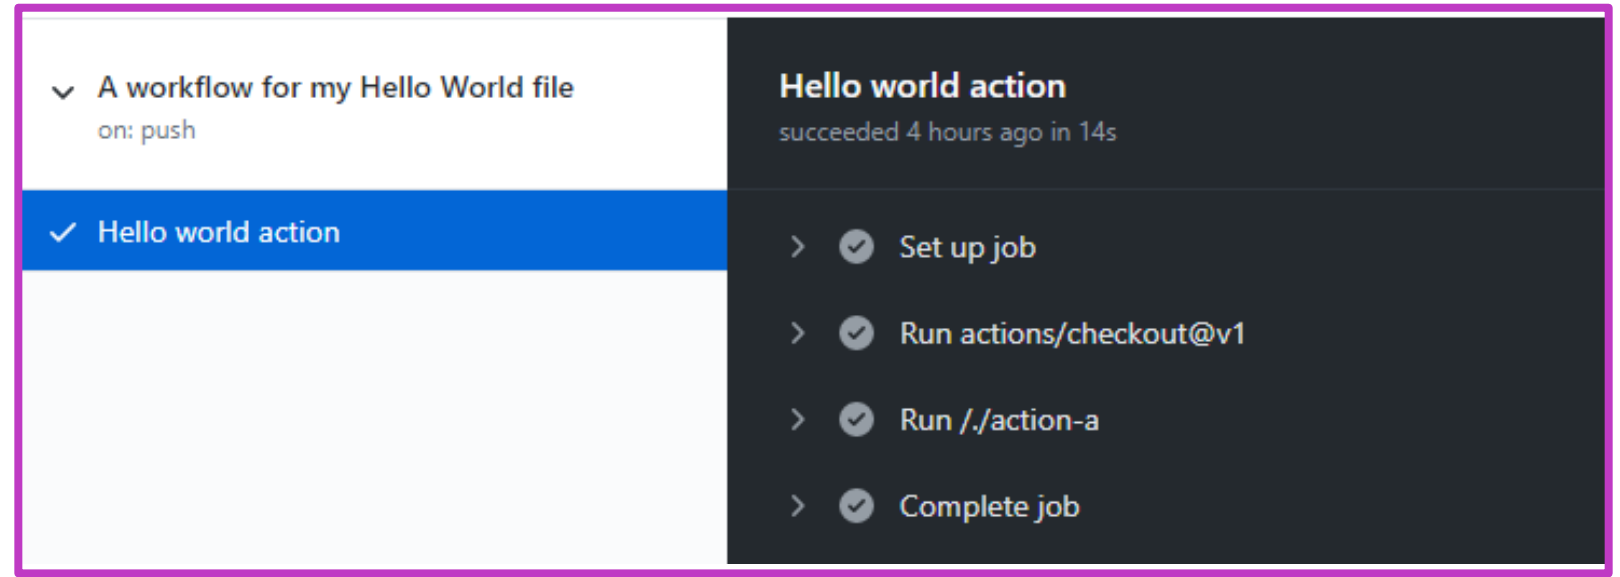 A workflow for my Hello World file
on: push
Hello world action
Hello world action
succeeded 4 hours ago in 14s
Set up job
Run actions/checkout@v1
Run /./action-a
Complete job